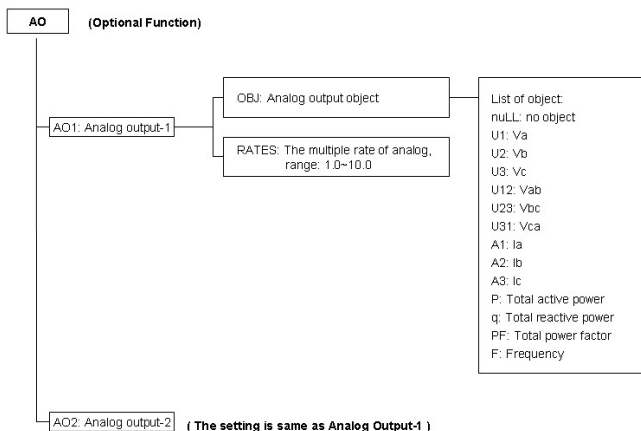 AO (Optional Function)
AO1: Analog output-1
OBJ: Analog output object
RATES: The multiple rate of analog,
range: 1.0~10.0
List of object:
nuLL: no object
U1: Va
U2: Vb
U3: Vc
U12: Vab
U23: Vbc
U31: Vca
A1: Ia
A2: Ib
A3: Ic
P: Total active power
q: Total reactive power
PF: Total power factor
F: Frequency
AO2: Analog output-2 ( The setting is same as Analog Output-1 )